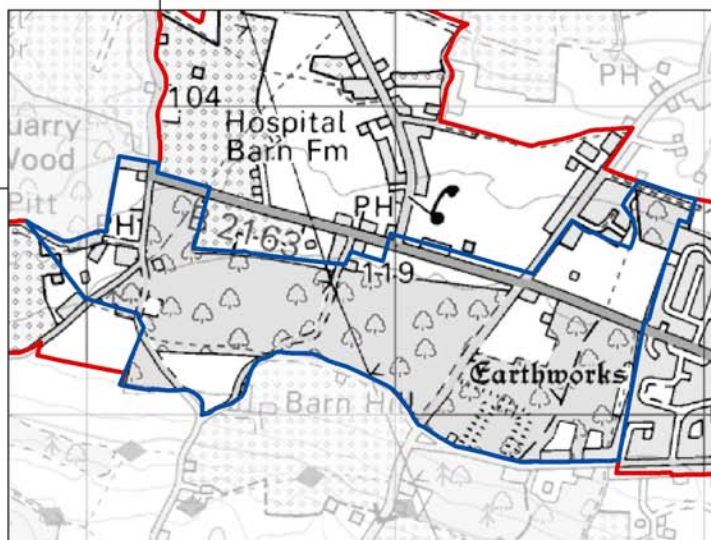 PH
104
L
Hospital
Barn Fm
uarry
Wood
Pitt
PH
B 2163
H
119
Earthworks
Barn Hill